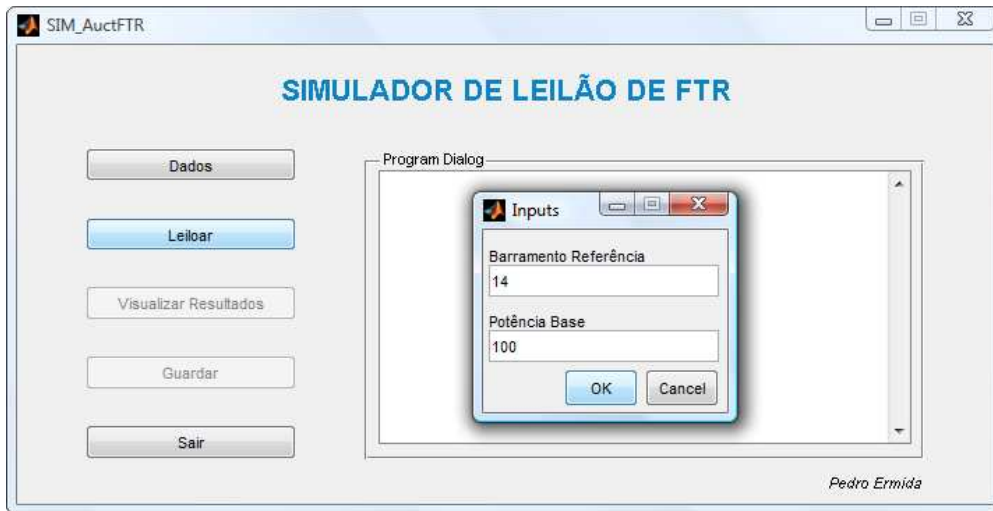 SIM_AuctFTR
SIMULADOR DE LEILÃO DE FTR
Dados
Leiloar
Visualizar Resultados
Guardar
Sair
Program Dialog
Inputs
Barramento Referência
14
Potência Base
100
OK Cancel
Pedro Ermida